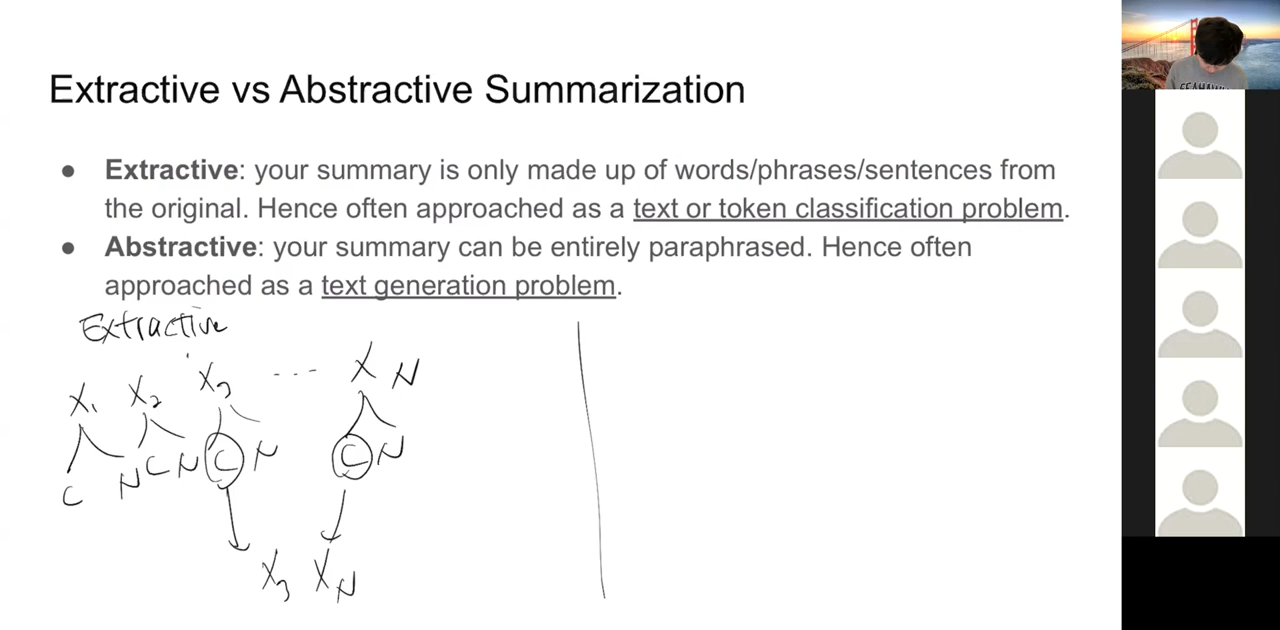 Extractive vs Abstractive Summarization
● Extractive: your summary is only made up of words/phrases/sentences from
the original. Hence often approached as a text or token classification problem.
● Abstractive: your summary can be entirely paraphrased. Hence often
approached as a text generation problem.
Extractive
X1 X2 X3 ... XN
C N C N C N C N
X3 XN